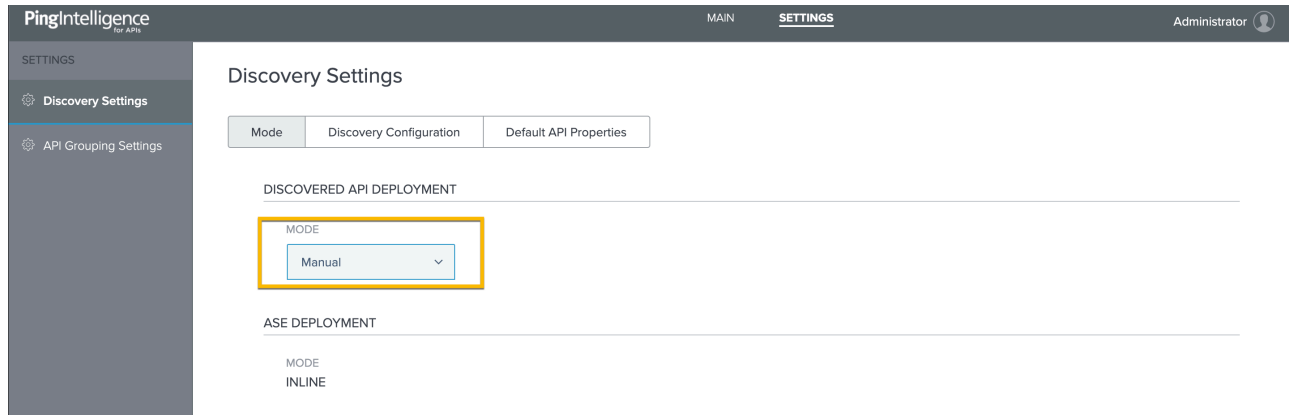 PingIntelligence
for APIs
MAIN SETTINGS
Administrator
SETTINGS
Discovery Settings
API Grouping Settings
Discovery Settings
Mode Discovery Configuration Default API Properties
DISCOVERED API DEPLOYMENT
MODE
Manual
ASE DEPLOYMENT
MODE
INLINE